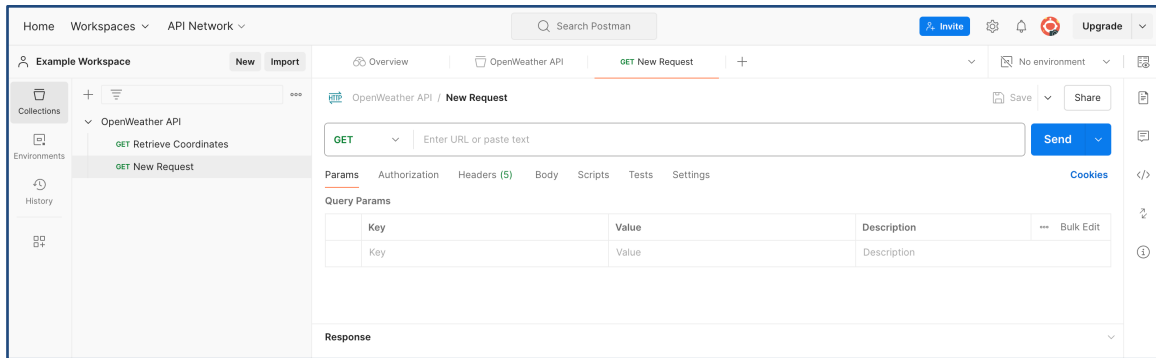 Home Workspaces API Network Search Postman Invite Upgrade
Example Workspace New Import Overview OpenWeather API GET New Request No environment
Collections
OpenWeather API / New Request Save Share
OpenWeather API
GET Retrieve Coordinates
GET New Request
Environments
History
GET Enter URL or paste text Send
Params Authorization Headers (5) Body Scripts Tests Settings Cookies
Query Params
Key Value Description Bulk Edit
Key Value Description
Response